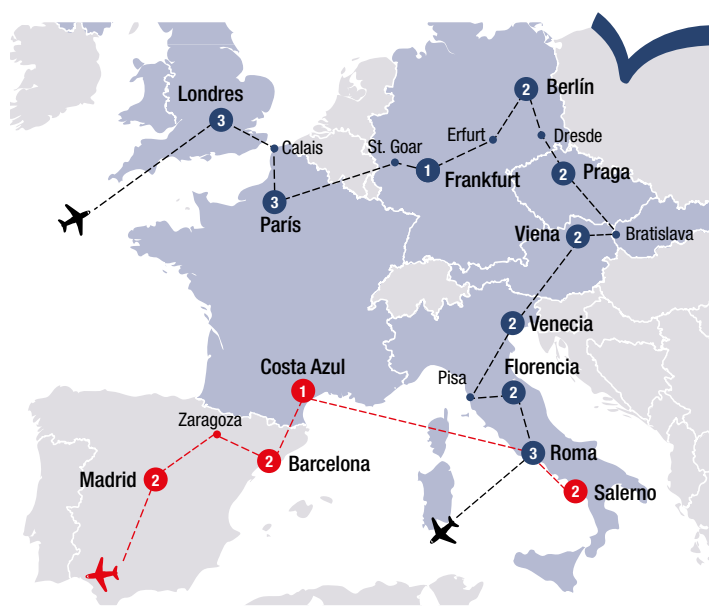 2
Berlín
Londres
3
Erfurt
Dresde
Calais
St. Goar
1
Frankfurt
2
Praga
3
París
Viena
2
Bratislava
2
Venecia
Costa Azul
1
Pisa
Florencia
2
Zaragoza
3
Roma
2
Barcelona
Madrid
2
2
Salerno